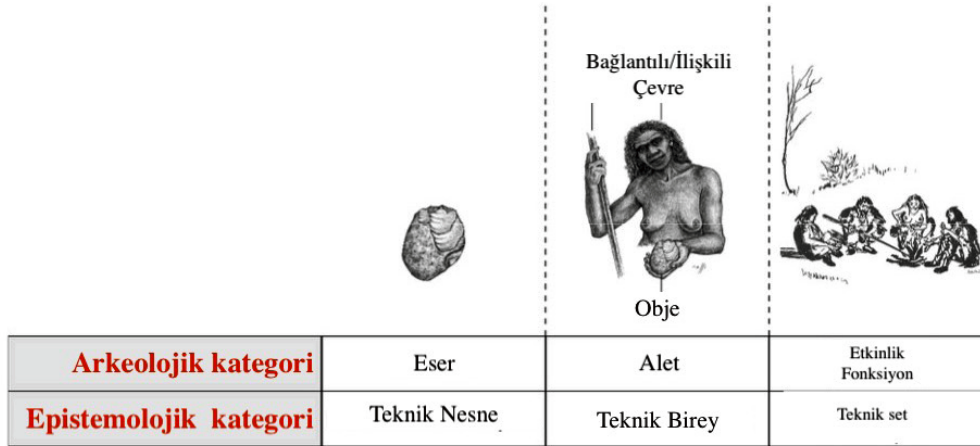 Bağlantılı/İlişkili
Çevre
Obje
Arkeolojik kategori Eser Alet Etkinlik
Fonksiyon
Epistemolojik kategori Teknik Nesne Teknik Birey Teknik set